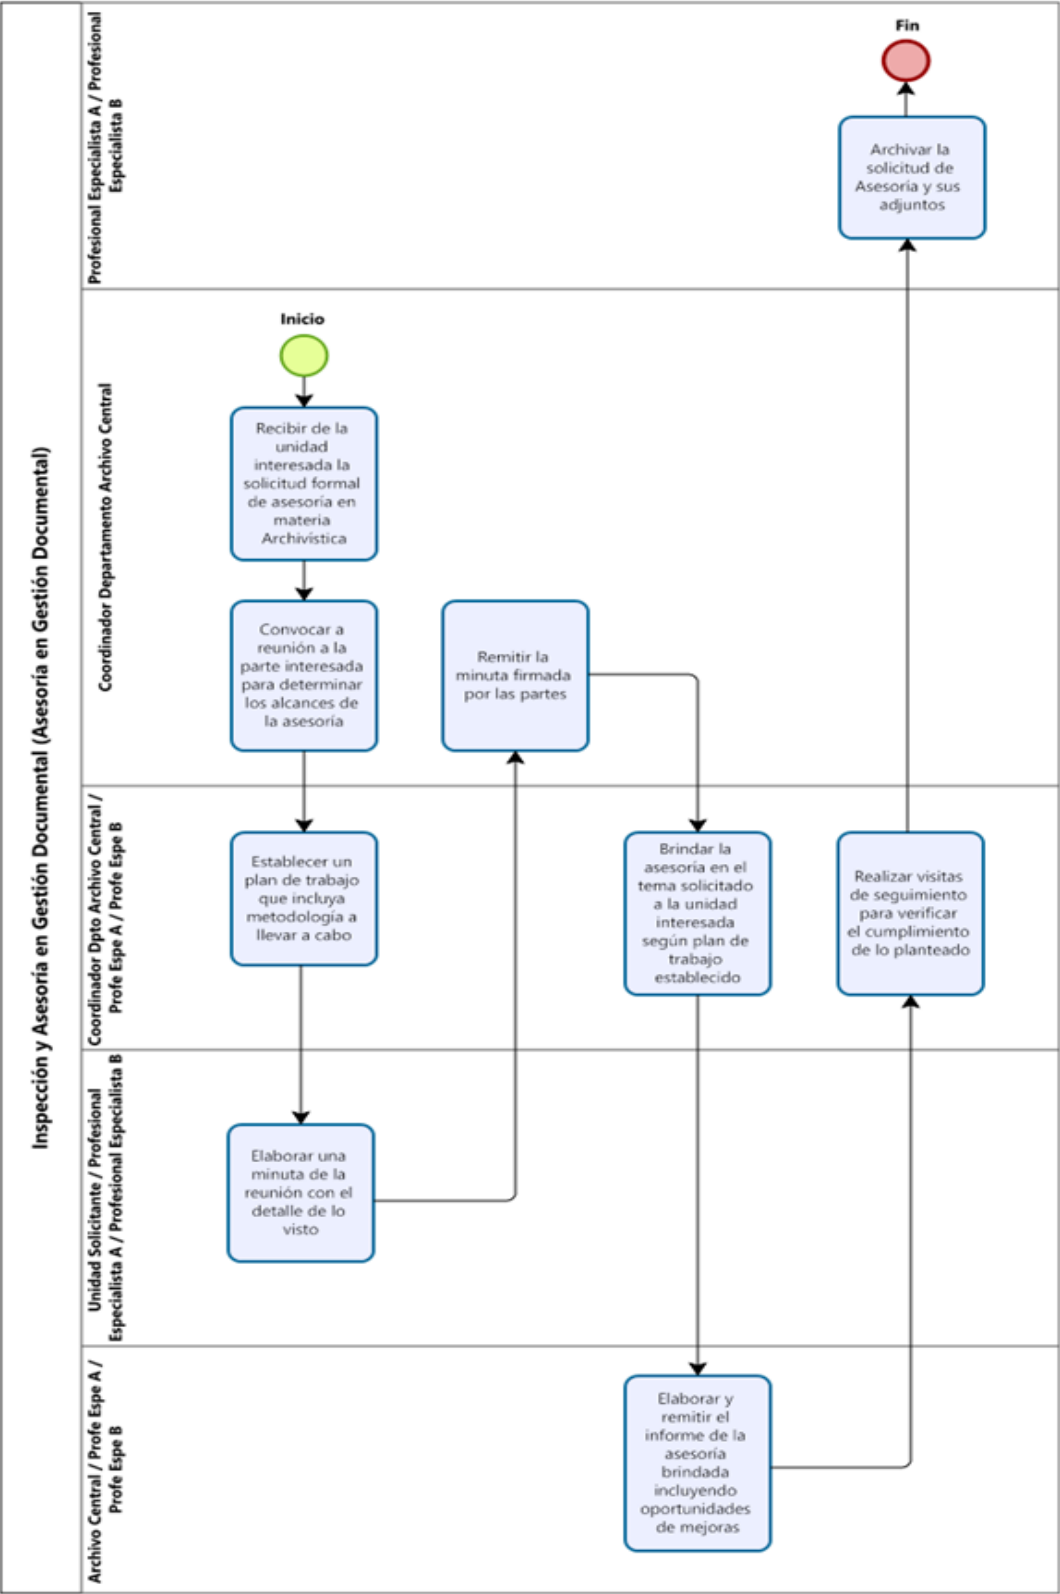 Inspección y Asesoría en Gestión Documental (Asesoría en Gestión Documental)
Profesional Especialista A / Profesional
Especialista B
Fin
Archivar la
solicitud de
Asesoría y sus
adjuntos
Coordinador Departamento Archivo Central
Inicio
Recibir de la
unidad
interesada la
solicitud formal
de asesoría en
materia
Archivística
Convocar a
reunión a la
parte interesada
para determinar
los alcances de
la asesoría
Remitir la
minuta firmada
por las partes
Coordinador Dpto Archivo Central /
Profe Espe A / Profe Espe B
Establecer un
plan de trabajo
que incluya
metodología a
llevar a cabo
Brindar la
asesoría en el
tema solicitado
a la unidad
interesada
según plan de
trabajo
establecido
Realizar visitas
de seguimiento
para verificar
el cumplimiento
de lo planteado
Unidad Solicitante / Profesional
Especialista A / Profesional Especialista B
Elaborar una
minuta de la
reunión con el
detalle de lo
visto
Archivo Central / Profe Espe A /
Profe Espe B
Elaborar y
remitir el
informe de la
asesoría
brindada
incluyendo
oportunidades
de mejoras